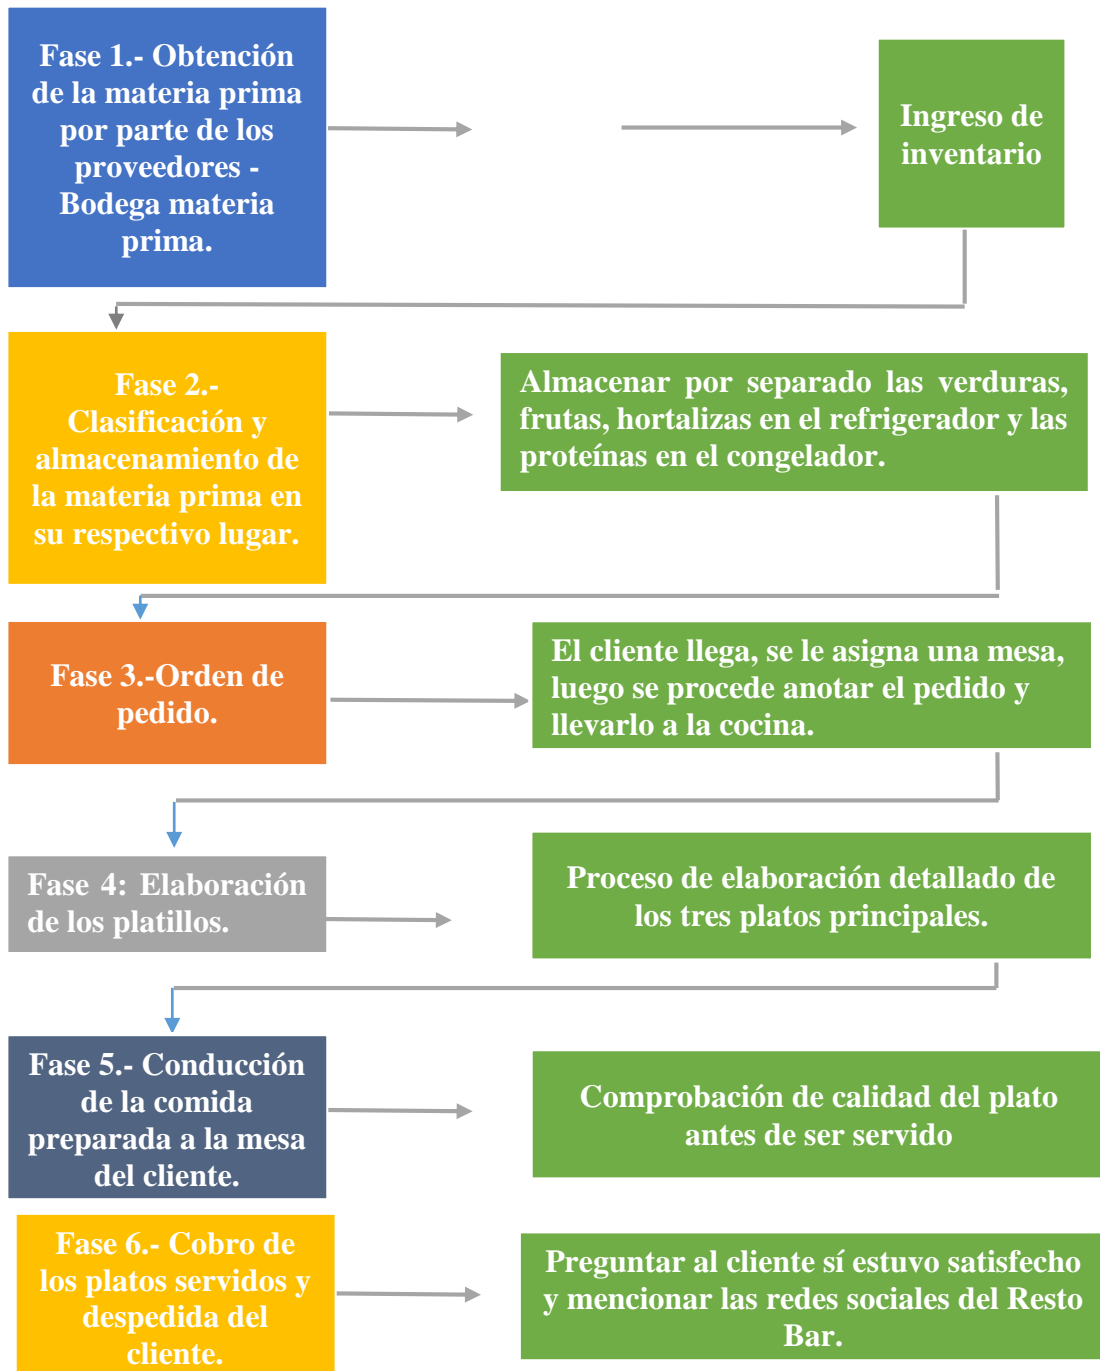 Fase 1.- Obtención
de la materia prima
por parte de los
proveedores -
Bodega materia
prima.
Ingreso de
inventario
Fase 2.-
Clasificación y
almacenamiento de
la materia prima en
su respectivo lugar.
Almacenar por separado las verduras,
frutas, hortalizas en el refrigerador y las
proteínas en el congelador.
Fase 3.-Orden de
pedido.
El cliente llega, se le asigna una mesa,
luego se procede anotar el pedido y
llevarlo a la cocina.
Fase 4: Elaboración
de los platillos.
Proceso de elaboración detallado de
los tres platos principales.
Fase 5.- Conducción
de la comida
preparada a la mesa
del cliente.
Comprobación de calidad del plato
antes de ser servido
Fase 6.- Cobro de
los platos servidos y
despedida del
cliente.
Preguntar al cliente sí estuvo satisfecho
y mencionar las redes sociales del Resto
Bar.